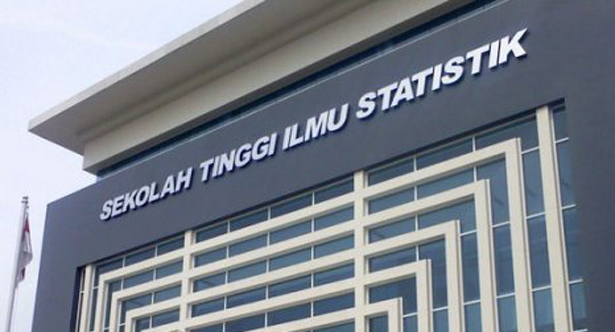 SEKOLAH TINGGI ILMU STATISTIK